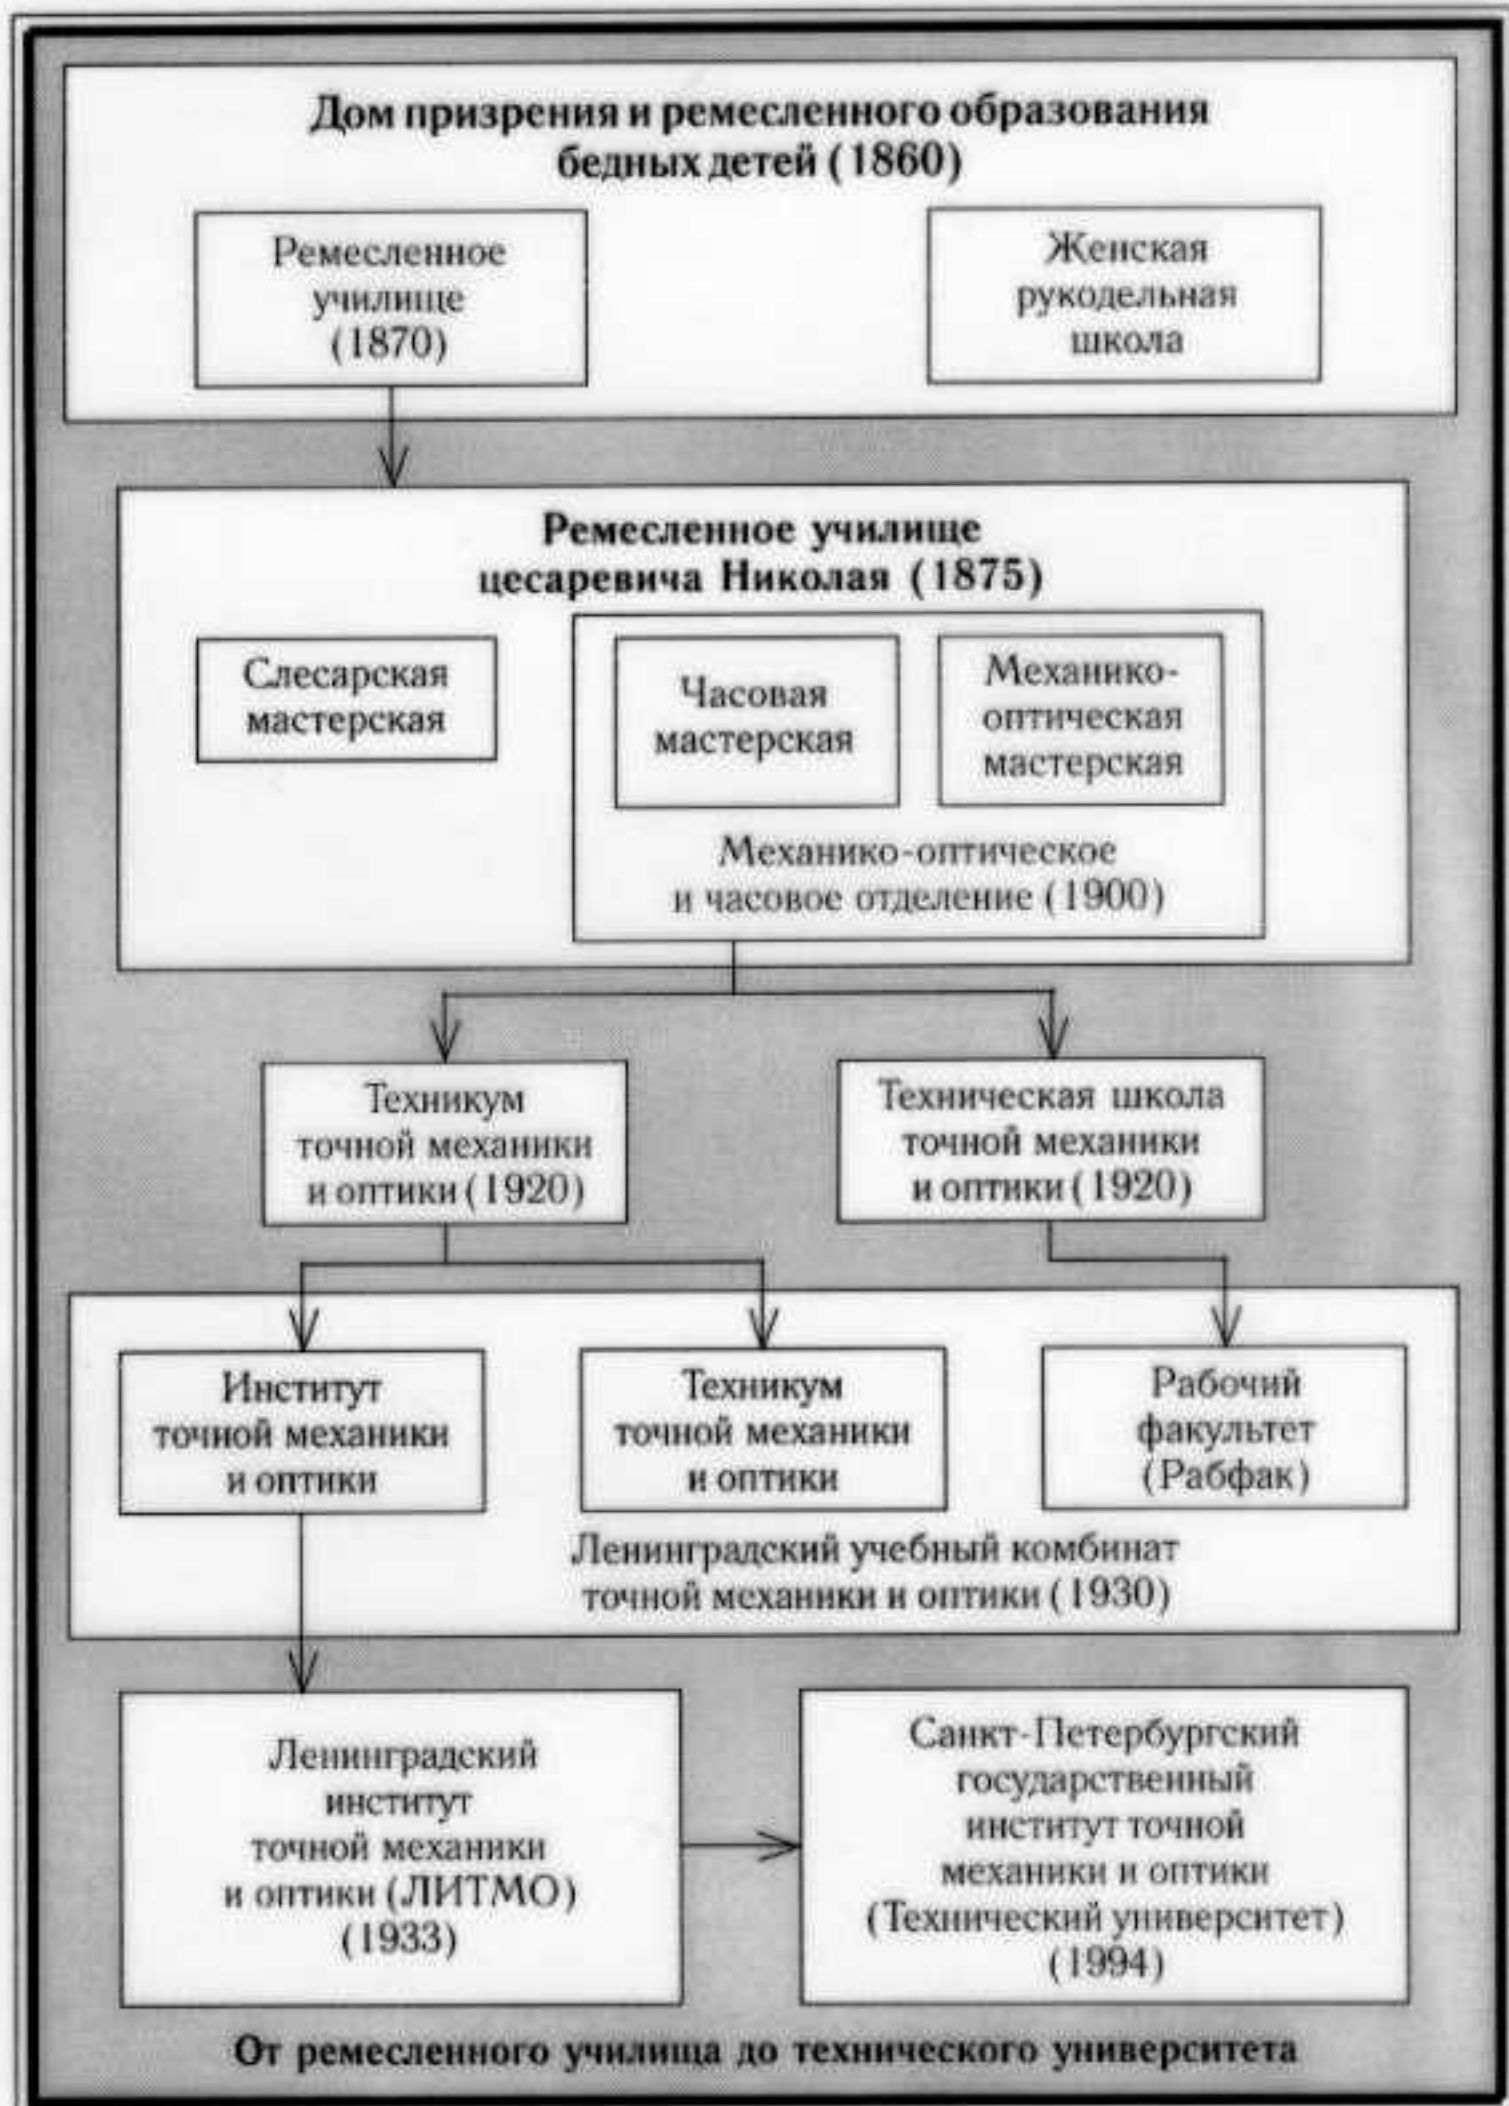 Дом призрения и ремесленного образования
бедных детей (1860)
Ремесленное
училище
(1870)
Женская
рукодельная
школа
Ремесленное училище
цесаревича Николая (1875)
Слесарская
мастерская
Часовая
мастерская
Механико-
оптическая
мастерская
Механико-оптическое
и часовое отделение (1900)
Техникум
точной механики
и оптики (1920)
Техническая школа
точной механики
и оптики (1920)
Институт
точной механики
и оптики
Техникум
точной механики
и оптики
Рабочий
факультет
(Рабфак)
Ленинградский учебный комбинат
точной механики и оптики (1930)
Ленинградский
институт
точной механики
и оптики (ЛИТМО)
(1933)
Санкт-Петербургский
государственный
институт точной
механики и оптики
(Технический университет)
(1994)
От ремесленного училища до технического университета